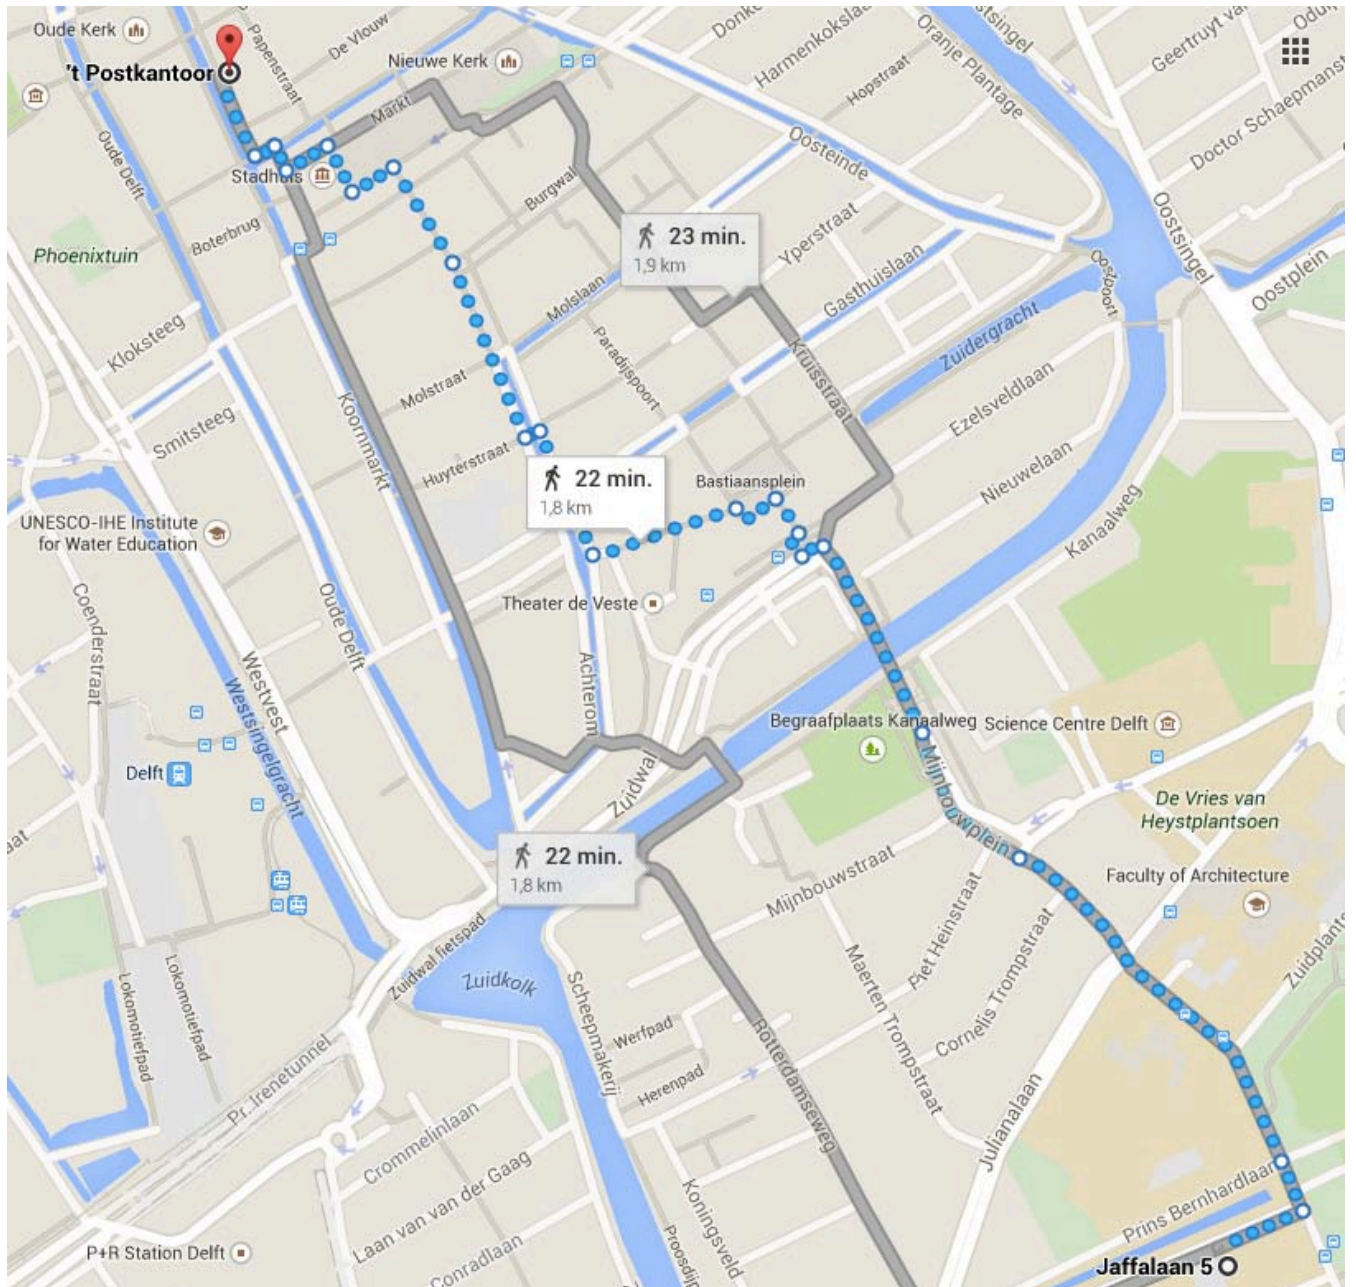 Oude Kerk
't Postkantoor
Papenstraat
De Vlouw
Nieuwe Kerk
Markt
Harmenkokslaan
Oranje Plantage
Hopstraat
Doctor Schaepmanst
Oosteinde
Oude Delft
Stadhuis
Boterbrug
Burgwal
Phoenixtuin
23 min.
1,9 km
Yperstraat
Gasthuislaan
Oostpoort
Oostsingel
Oostplein
Molslaan
Kloksteeg
Paradijspoort
Kruisstraat
Zuidergracht
Molstraat
Ezelsveldlaan
Smitsteeg
Koornmarkt
Huyterstraat
22 min.
1,8 km
Bastiaansplein
Nieuwelaan
Kanaalweg
UNESCO-IHE Institute
for Water Education
Theater de Veste
Coenderstraat
Oude Delft
Achterom
Westvest
Westsingelgracht
Begraafplaats Kanaalweg
Science Centre Delft
Mijnbouwplein
Delft
Zuidwal
De Vries van
Heystplantsoen
22 min.
1,8 km
Mijnbouwstraat
Faculty of Architecture
Piet Heinstraat
Zuidwal fietspad
Zuidkolk
Lokomotiefpad
Lokomotiefpad
Scheepmakerij
Maerten Trompstraat
Cornelis Trompstraat
Werfpad
Herenpad
Rotterdamseweg
Pr. Irenetunnel
Julianalaan
Crommelinlaan
Laan van van der Gaag
Koningsveld
Prins Bernhardlaan
P+R Station Delft
Conradlaan
Jaffalaan 5